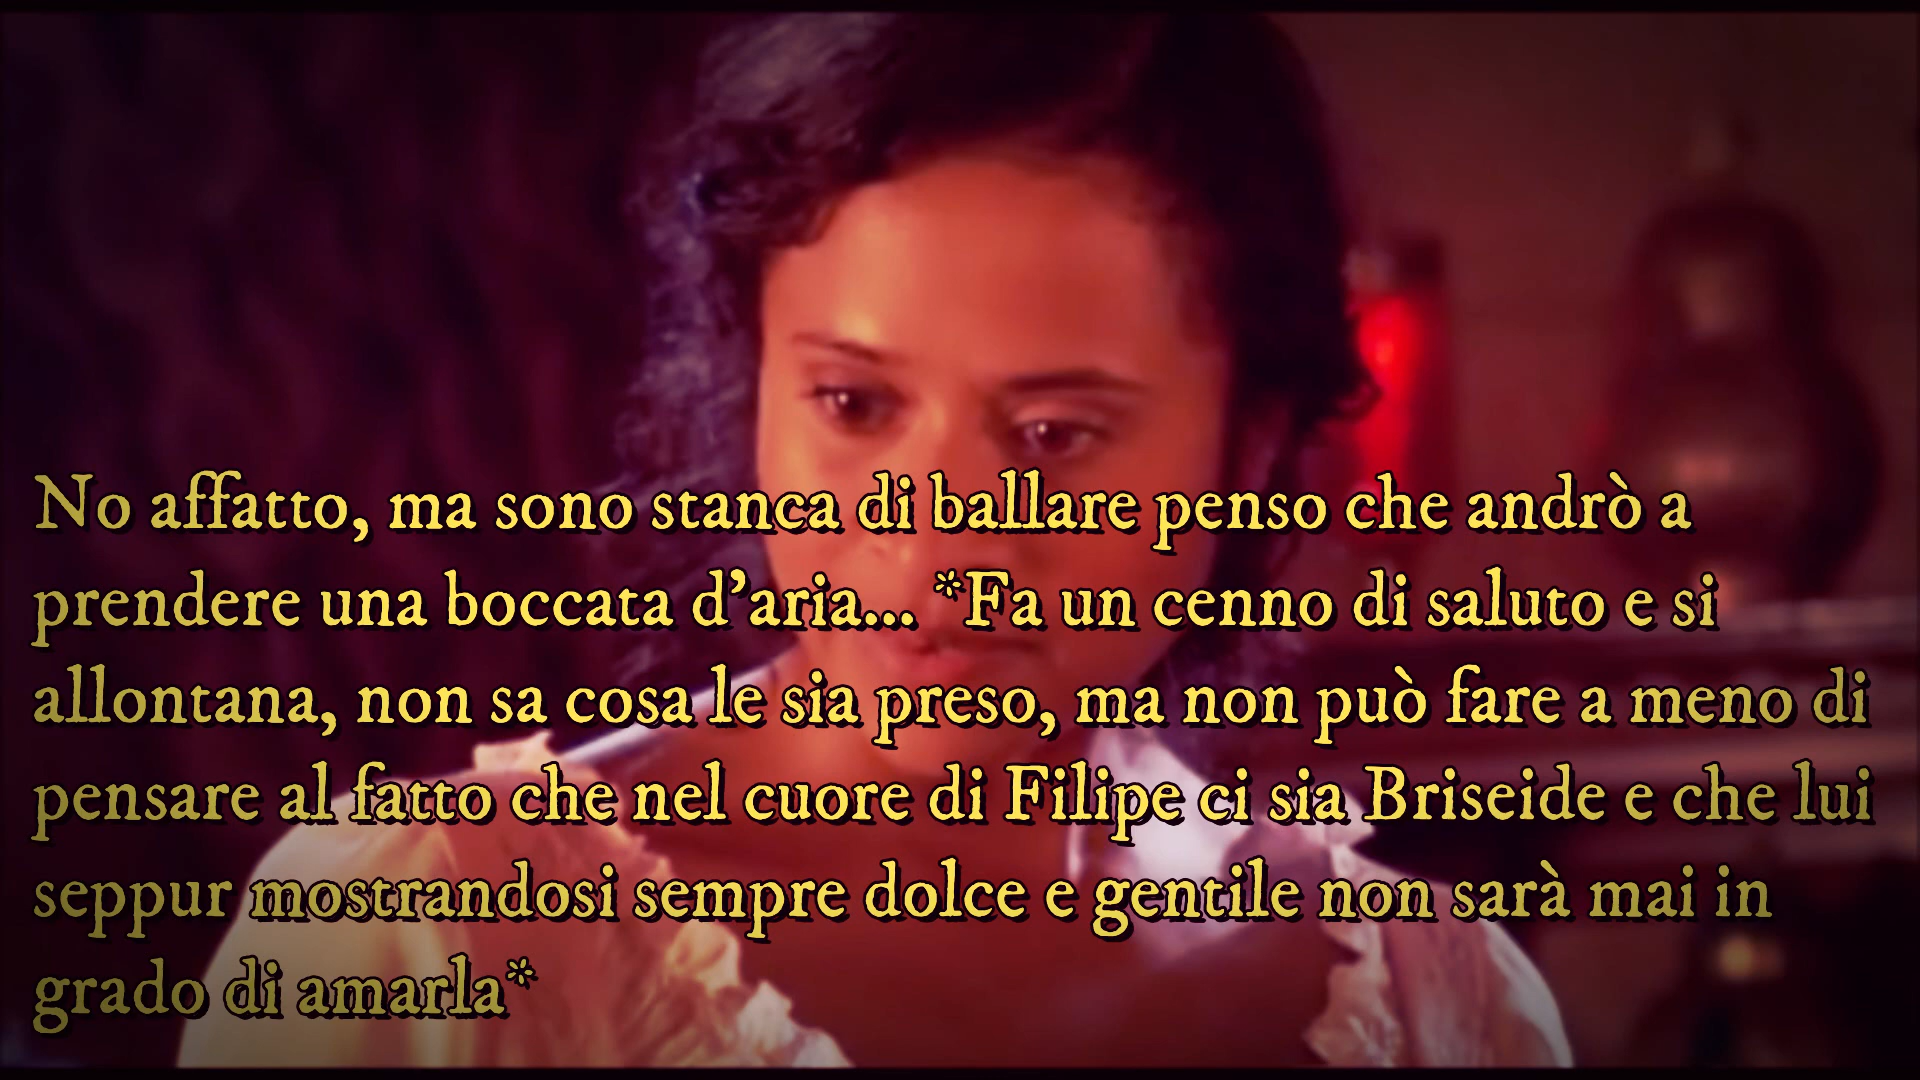 No affatto, ma sono stanca di ballare penso che andrò a
prendere una boccata d'aria... *Fa un cenno di saluto e si
allontana, non sa cosa le sia preso, ma non può fare a meno di
pensare al fatto che nel cuore di Filipe ci sia Briseide e che lui
seppur mostrandosi sempre dolce e gentile non sarà mai in
grado di amarla*